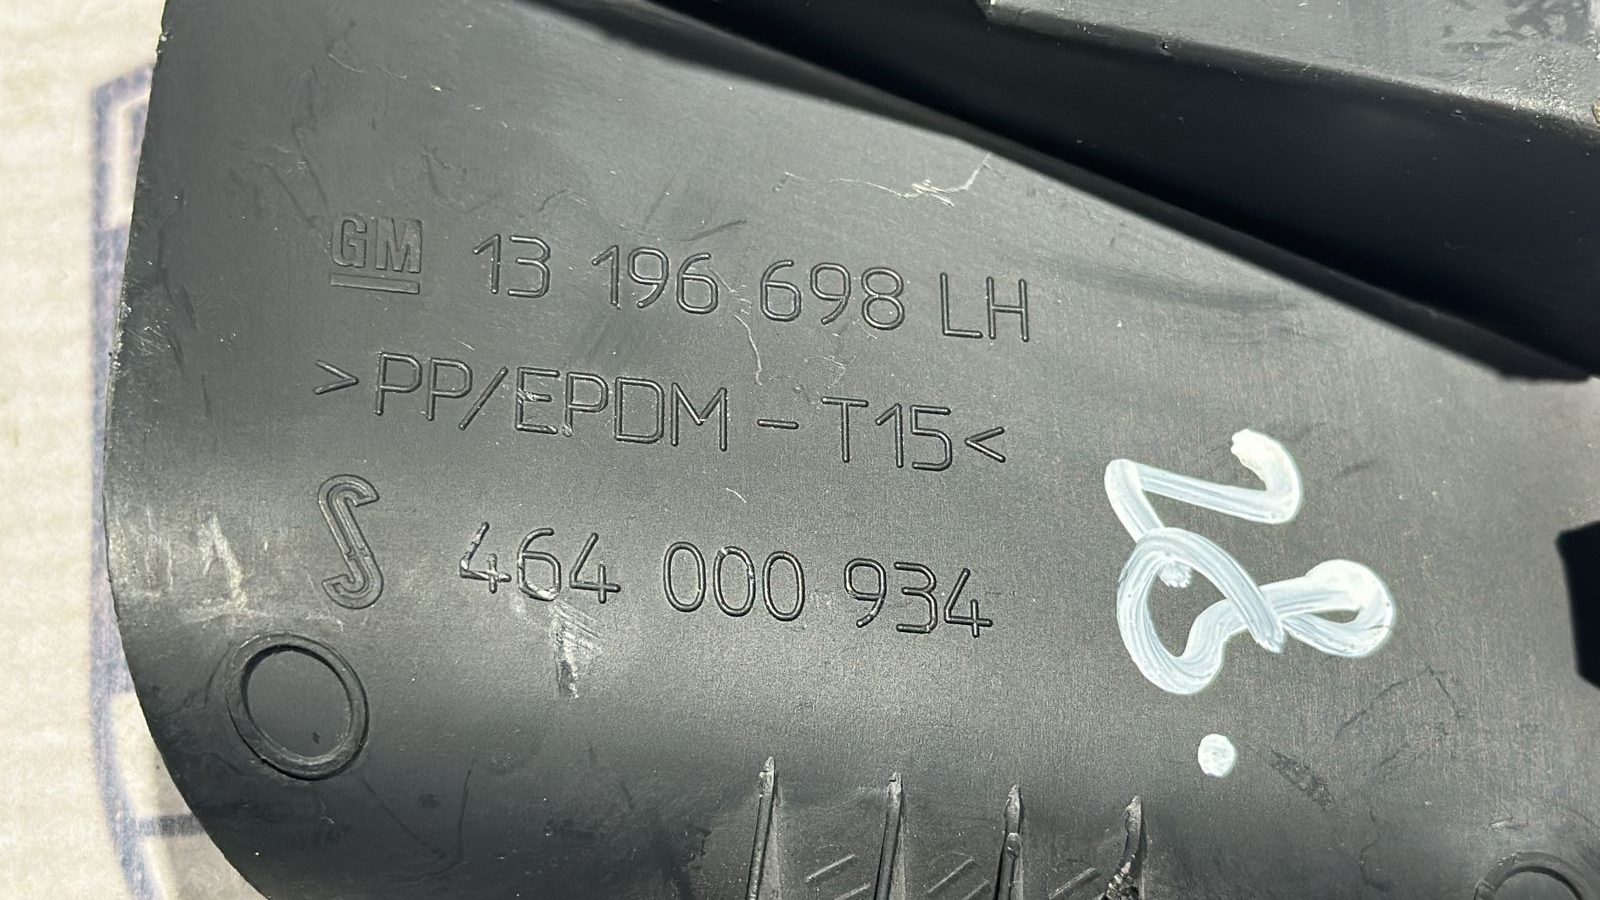 GM 13 196 698 LH
>PP/EPDM-T15<
464 000 934
28.